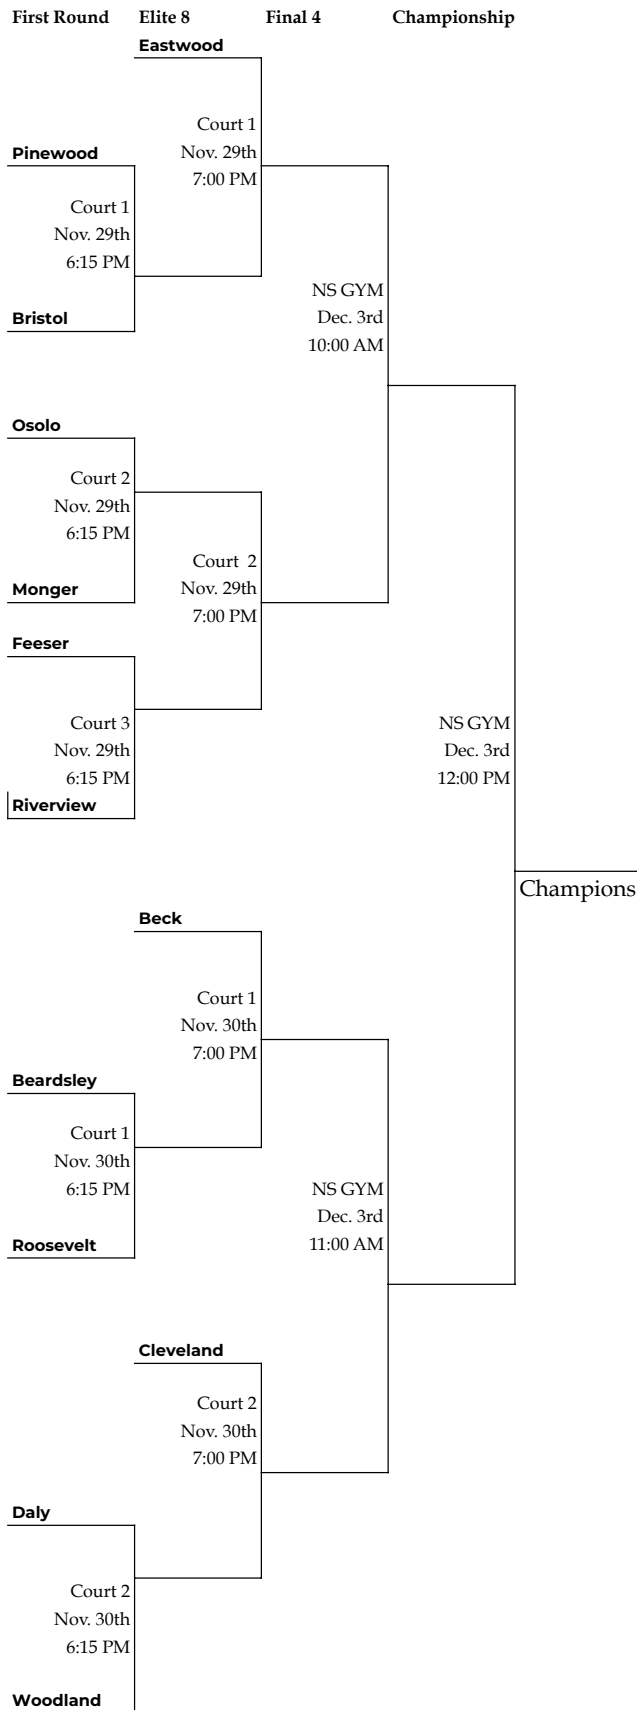 First Round Elite 8 Final 4 Championship
Eastwood
Court 1
Nov. 29th
7:00 PM
Pinewood
Court 1
Nov. 29th
6:15 PM
Bristol
NS GYM
Dec. 3rd
10:00 AM
Osolo
Court 2
Nov. 29th
6:15 PM
Monger
Court 2
Nov. 29th
7:00 PM
Feeser
Court 3
Nov. 29th
6:15 PM
Riverview
NS GYM
Dec. 3rd
12:00 PM
Champions
Beck
Court 1
Nov. 30th
7:00 PM
Beardsley
Court 1
Nov. 30th
6:15 PM
Roosevelt
NS GYM
Dec. 3rd
11:00 AM
Cleveland
Court 2
Nov. 30th
7:00 PM
Daly
Court 2
Nov. 30th
6:15 PM
Woodland